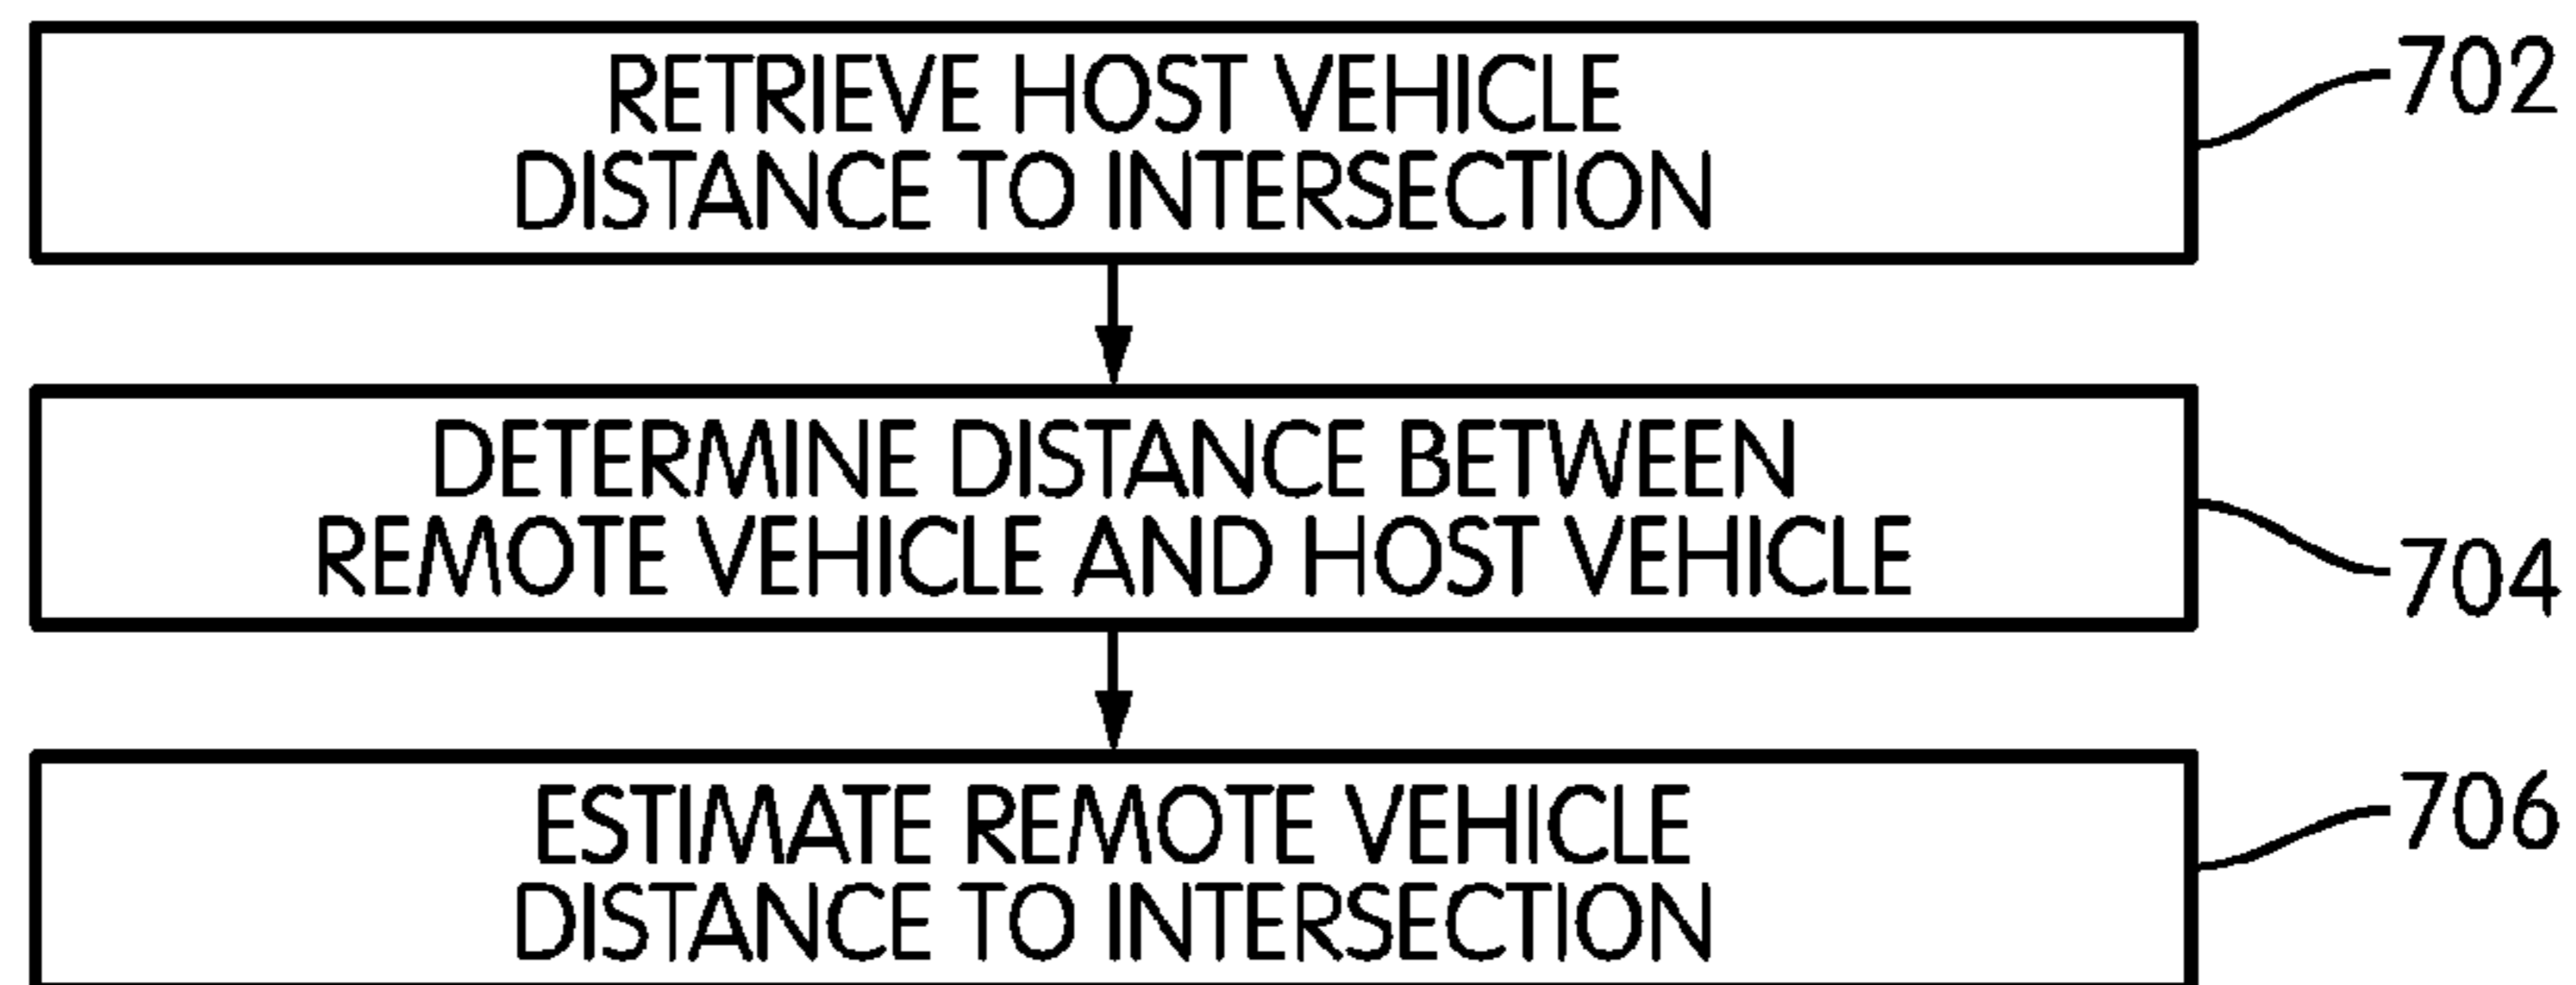 RETRIEVE HOST VEHICLE
DISTANCE TO INTERSECTION
702
DETERMINE DISTANCE BETWEEN
REMOTE VEHICLE AND HOST VEHICLE
704
ESTIMATE REMOTE VEHICLE
DISTANCE TO INTERSECTION
706